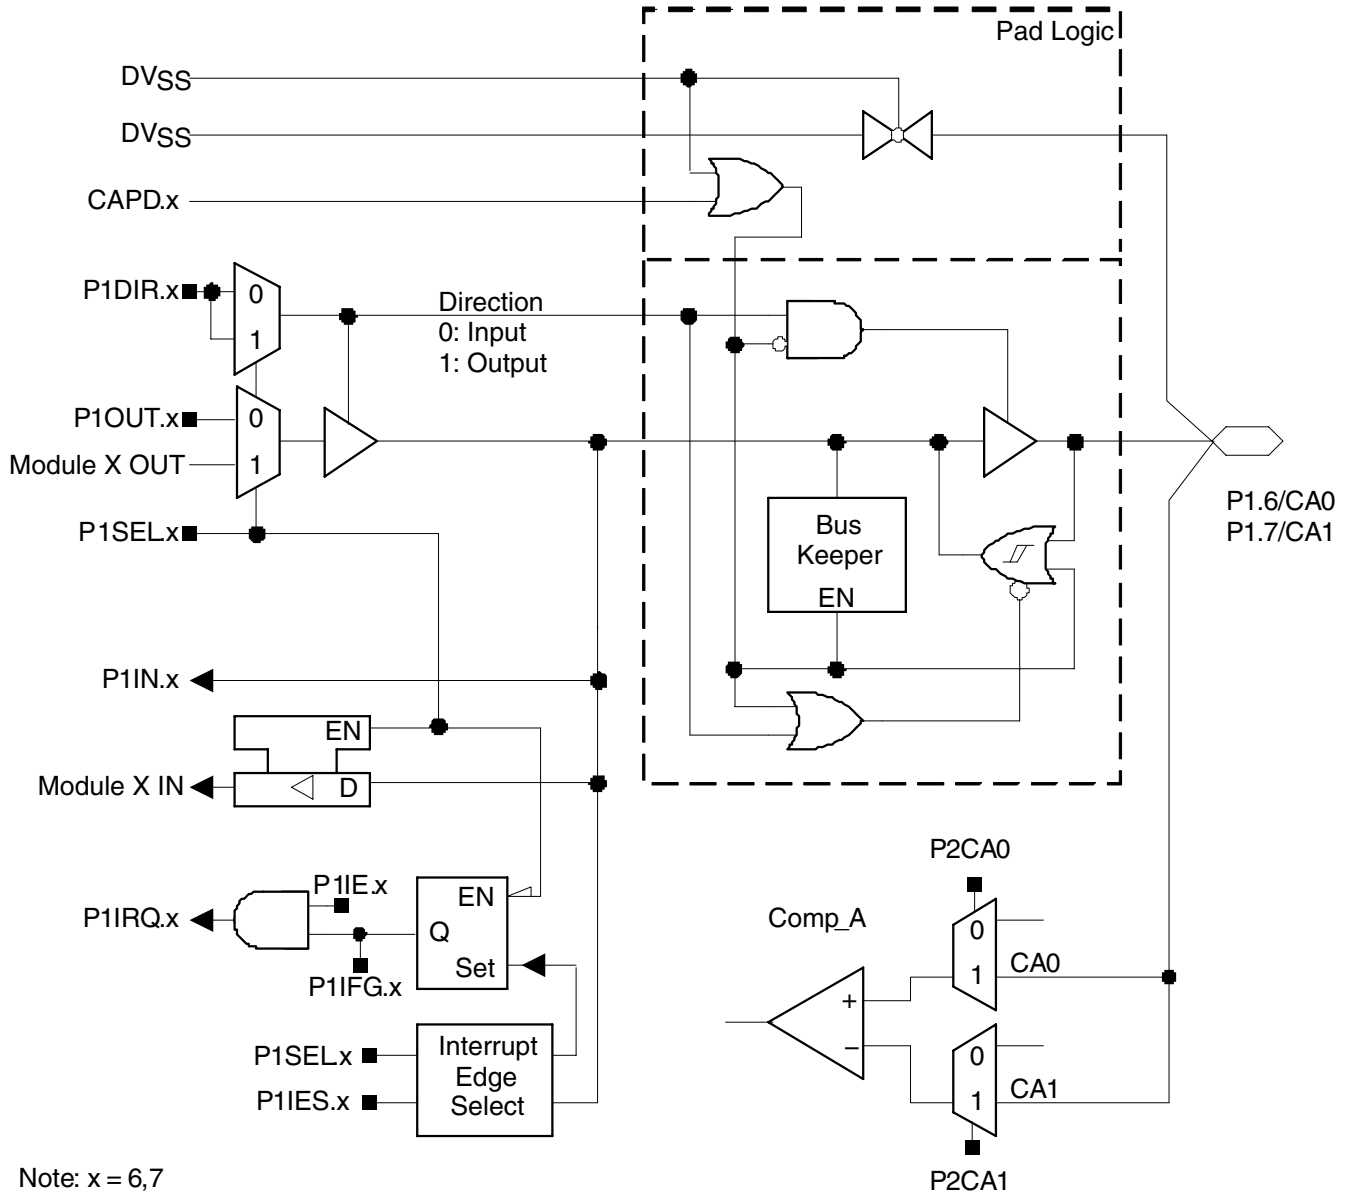 Pad Logic
DVSS
DVSS
CAPD.x
P1DIR.x
0
1
Direction
0: Input
1: Output
P1OUT.x
0
Module X OUT
1
P1SEL.x
Bus
Keeper
EN
P1.6/CA0
P1.7/CA1
P1IN.x
EN
Module X IN
D
P1IE.x
P1IRQ.x
EN
Q
Set
P1IFG.x
P1SEL.x
P1IES.x
Interrupt
Edge
Select
P2CA0
Comp_A
0
1
CA0
+
−
0
1
CA1
P2CA1
Note: x = 6,7